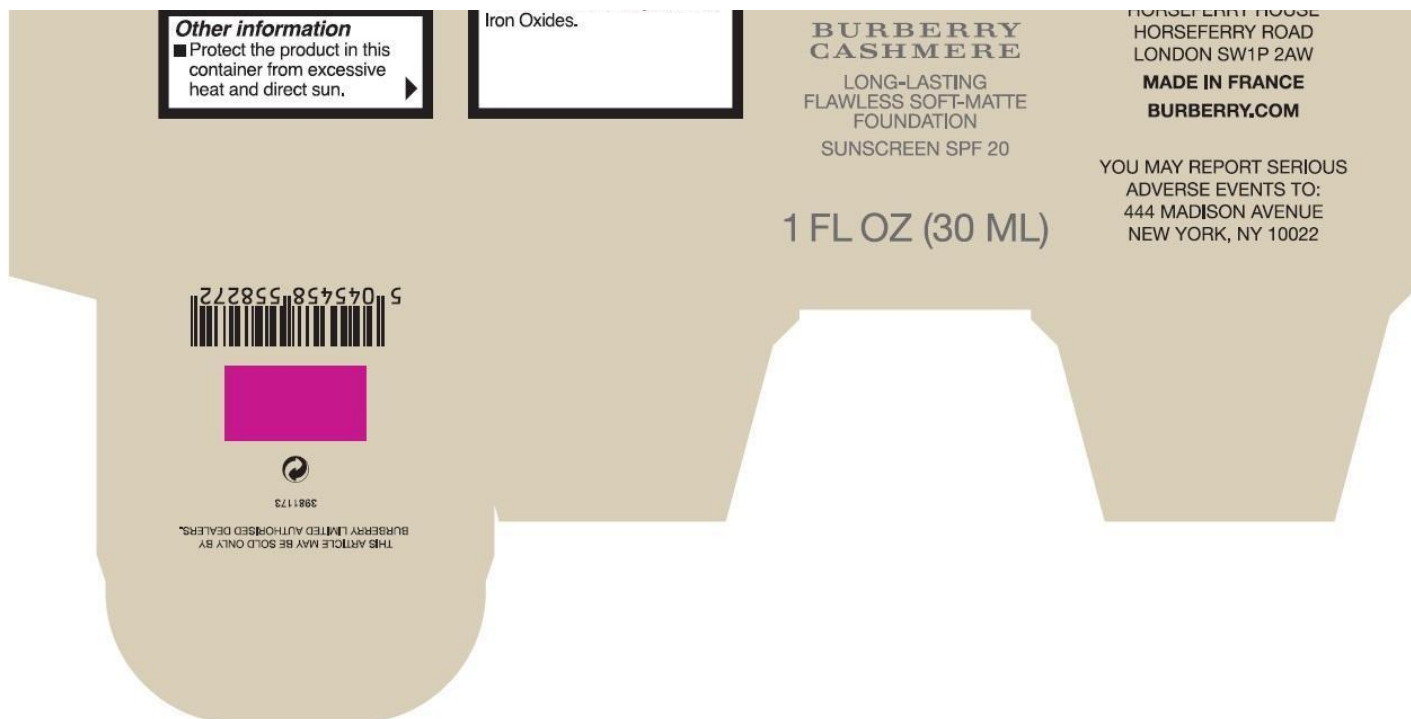 Other information
■ Protect the product in this
container from excessive
heat and direct sun.
Iron Oxides.
BURBERRY
CASHMERE
LONG-LASTING
FLAWLESS SOFT-MATTE
FOUNDATION
SUNSCREEN SPF 20
1 FL OZ (30 ML)
HORSEFERRY HOUSE
HORSEFERRY ROAD
LONDON SW1P 2AW
MADE IN FRANCE
BURBERRY.COM
YOU MAY REPORT SERIOUS
ADVERSE EVENTS TO:
444 MADISON AVENUE
NEW YORK, NY 10022
5 045458 558272
3981173
THIS ARTICLE MAY BE SOLD ONLY BY
BURBERRY LIMITED AUTHORISED DEALERS.